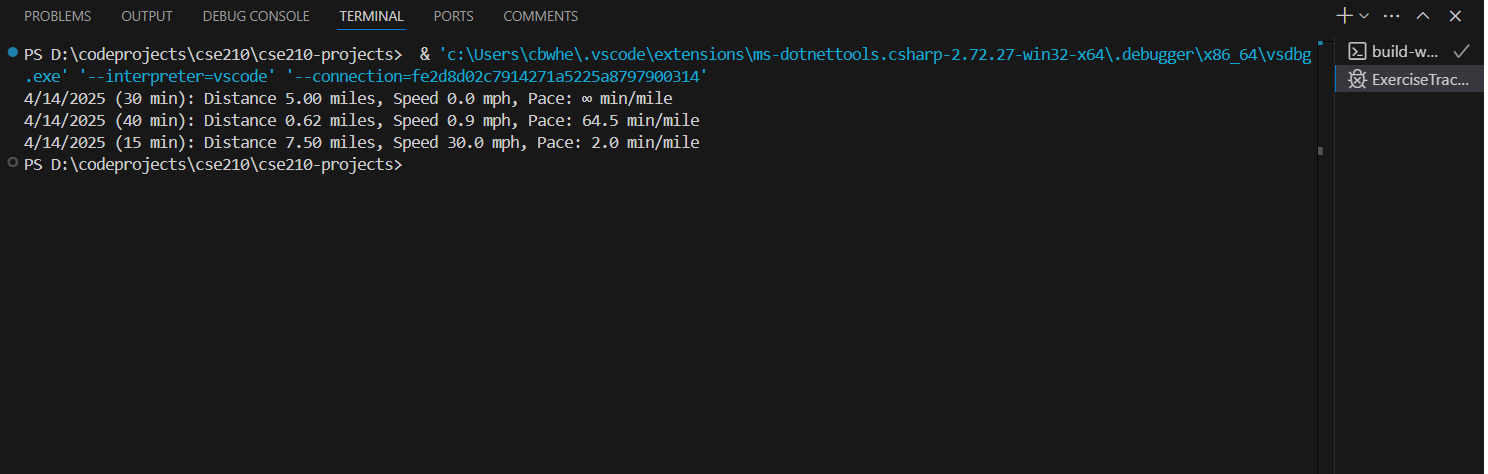 PROBLEMS OUTPUT DEBUG CONSOLE TERMINAL PORTS COMMENTS
PS D:\codeprojects\cse210\cse210-projects>  & 'c:\Users\cbwhe\.vscode\extensions\ms-dotnettools.csharp-2.72.27-win32-x64\.debugger\x86_64\vsdbg
.exe' '--interpreter=vscode' '--connection=fe2d8d02c7914271a5225a8797900314'
4/14/2025 (30 min): Distance 5.00 miles, Speed 0.0 mph, Pace: ∞ min/mile
4/14/2025 (40 min): Distance 0.62 miles, Speed 0.9 mph, Pace: 64.5 min/mile
4/14/2025 (15 min): Distance 7.50 miles, Speed 30.0 mph, Pace: 2.0 min/mile
PS D:\codeprojects\cse210\cse210-projects>
build-w...
ExerciseTrac...